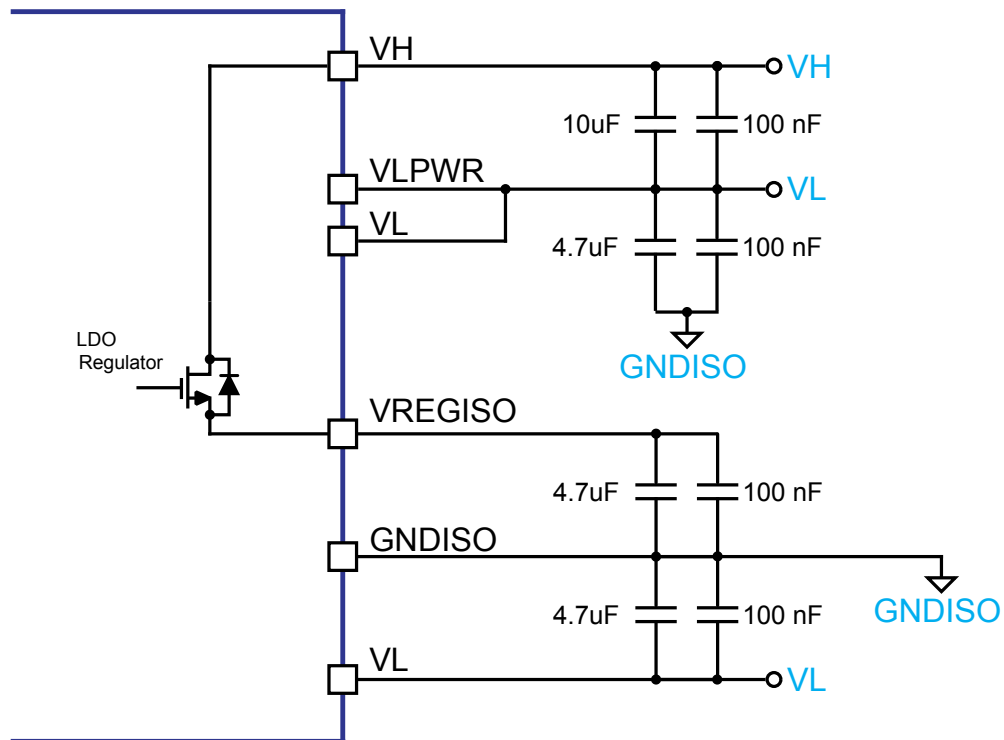 VH
VH
10uF
100 nF
VLPWR
VL
VL
4.7uF
100 nF
LDO
Regulator
GNDISO
VREGISO
4.7uF
100 nF
GNDISO
4.7uF
100 nF
GNDISO
VL
VL